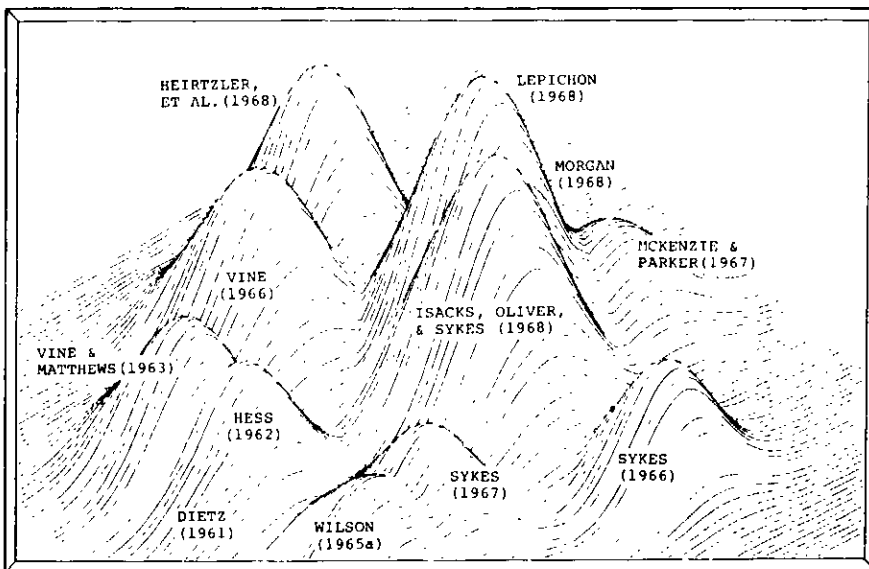 HEIRTZLER,
ET AL. (1968)
LEPICHON
(1968)
MORGAN
(1968)
MCKENZIE &
PARKER (1967)
VINE
(1966)
ISACKS, OLIVER,
& SYKES (1968)
VINE &
MATTHEWS (1963)
HESS
(1962)
SYKES
(1967)
SYKES
(1966)
DIETZ
(1961)
WILSON
(1965a)